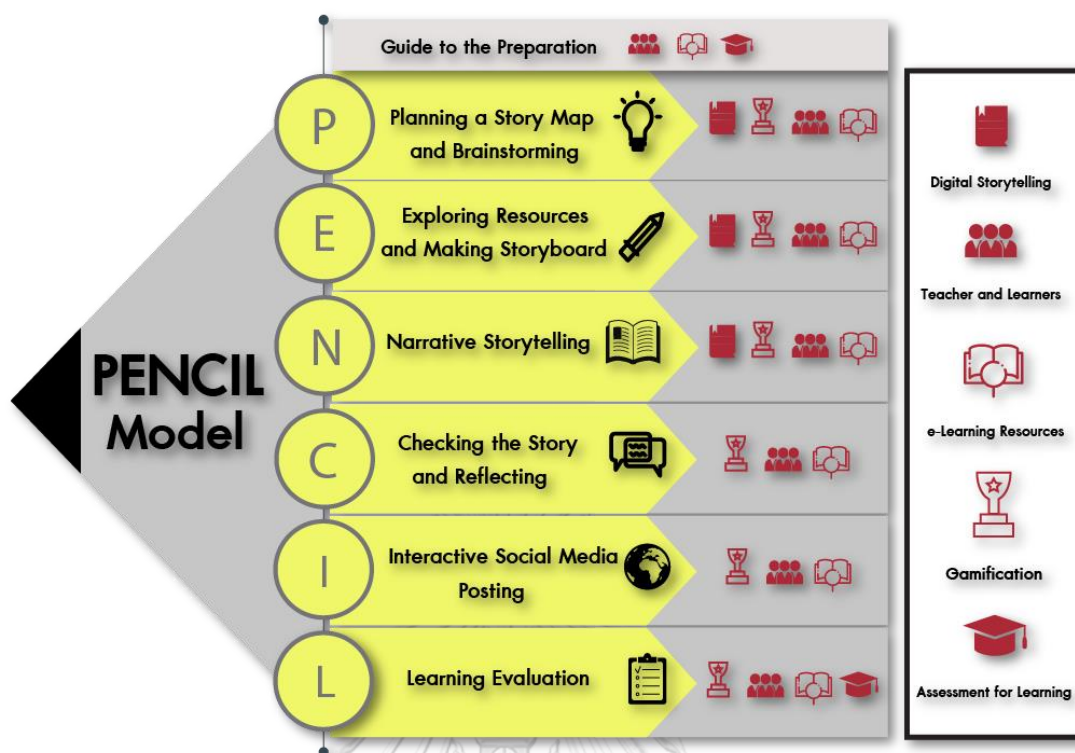 Guide to the Preparation
PENCIL
Model
P
Planning a Story Map
and Brainstorming
E
Exploring Resources
and Making Storyboard
N
Narrative Storytelling
C
Checking the Story
and Reflecting
I
Interactive Social Media
Posting
L
Learning Evaluation
Digital Storytelling
Teacher and Learners
e-Learning Resources
Gamification
Assessment for Learning